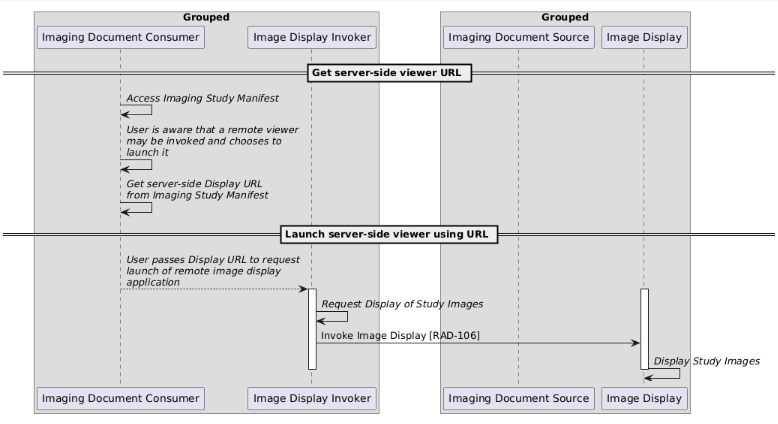 Grouped
Grouped
Imaging Document Consumer
Image Display Invoker
Imaging Document Source
Image Display
Get server-side viewer URL
Access Imaging Study Manifest
User is aware that a remote viewer
may be invoked and chooses to
launch it
Get server-side Display URL
from Imaging Study Manifest
Launch server-side viewer using URL
User passes Display URL to request
launch of remote image display
application
Request Display of Study Images
Invoke Image Display [RAD-106]
Display Study Images
Imaging Document Consumer
Image Display Invoker
Imaging Document Source
Image Display